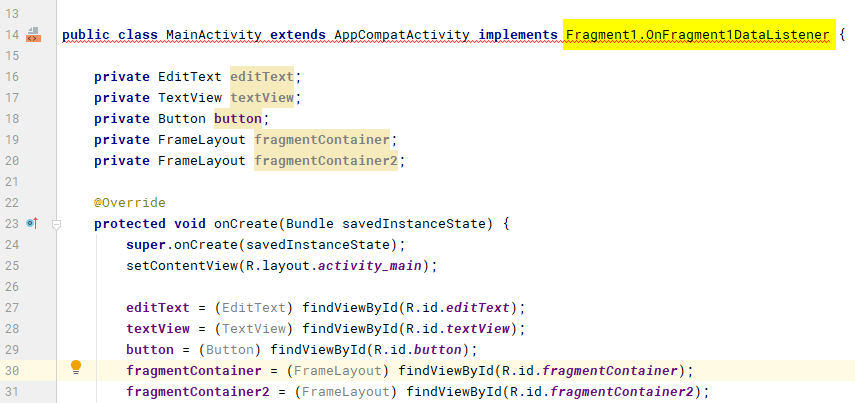 13
14 public class MainActivity extends AppCompatActivity implements Fragment1.OnFragment1DataListener {
15
16 private EditText editText;
17 private TextView textView;
18 private Button button;
19 private FrameLayout fragmentContainer;
20 private FrameLayout fragmentContainer2;
21
22 @Override
23 protected void onCreate(Bundle savedInstanceState) {
24 super.onCreate(savedInstanceState);
25 setContentView(R.layout.activity_main);
26
27 editText = (EditText) findViewById(R.id.editText);
28 textView = (TextView) findViewById(R.id.textView);
29 button = (Button) findViewById(R.id.button);
30 fragmentContainer = (FrameLayout) findViewById(R.id.fragmentContainer);
31 fragmentContainer2 = (FrameLayout) findViewById(R.id.fragmentContainer2);